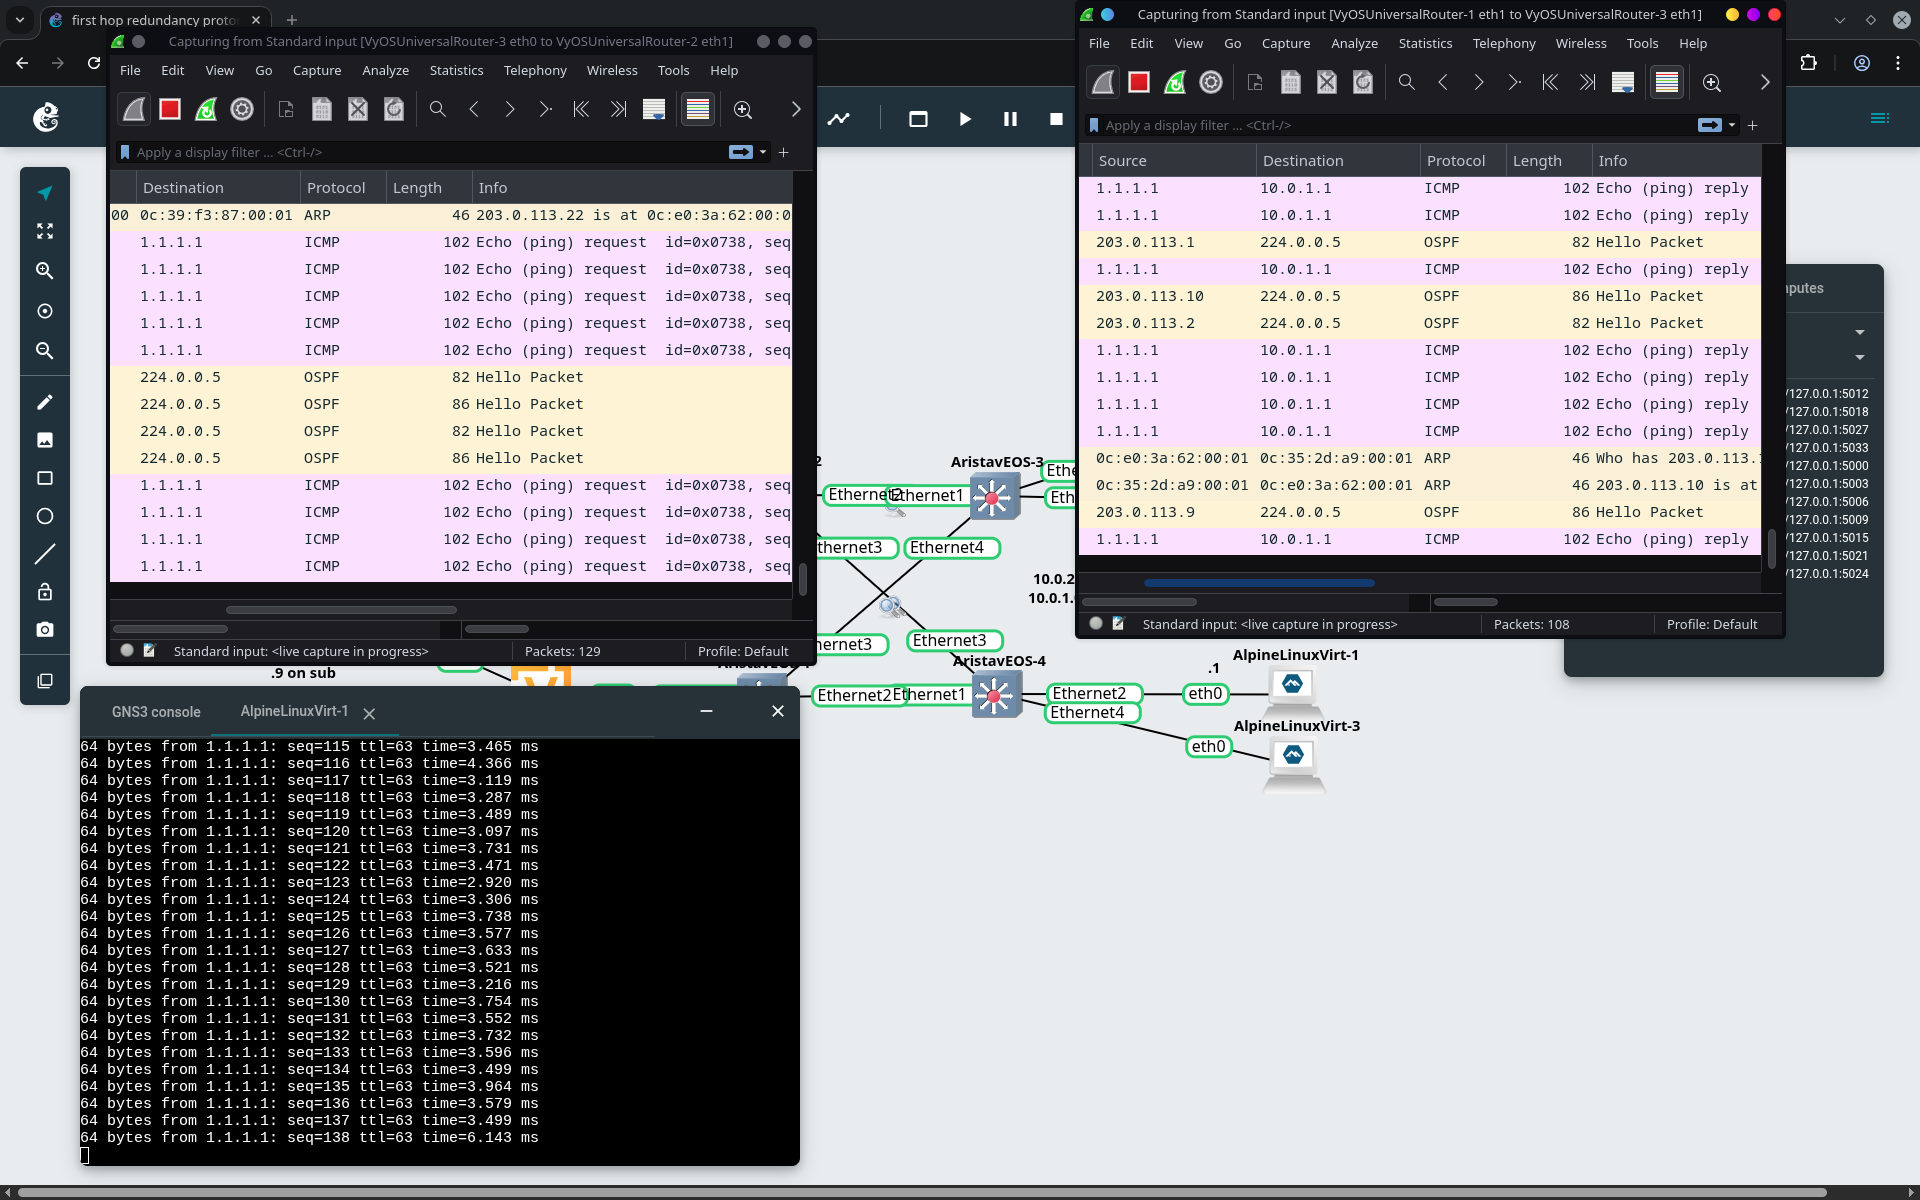 first hop redundancy proto
Capturing from Standard input [VyOSUniversalRouter-3 eth0 to VyOSUniversalRouter-2 eth1]
File Edit View Go Capture Analyze Statistics Telephony Wireless Tools Help
Apply a display filter ... <Ctrl-/>
Destination Protocol Length Info
00 0c:39:f3:87:00:01 ARP 46 203.0.113.22 is at 0c:e0:3a:62:00:0
1.1.1.1 ICMP 102 Echo (ping) request id=0x0738, seq
1.1.1.1 ICMP 102 Echo (ping) request id=0x0738, seq
1.1.1.1 ICMP 102 Echo (ping) request id=0x0738, seq
1.1.1.1 ICMP 102 Echo (ping) request id=0x0738, seq
1.1.1.1 ICMP 102 Echo (ping) request id=0x0738, seq
224.0.0.5 OSPF 82 Hello Packet
224.0.0.5 OSPF 86 Hello Packet
224.0.0.5 OSPF 82 Hello Packet
224.0.0.5 OSPF 86 Hello Packet
1.1.1.1 ICMP 102 Echo (ping) request id=0x0738, seq
1.1.1.1 ICMP 102 Echo (ping) request id=0x0738, seq
1.1.1.1 ICMP 102 Echo (ping) request id=0x0738, seq
1.1.1.1 ICMP 102 Echo (ping) request id=0x0738, seq
Standard input: <live capture in progress> Packets: 129 Profile: Default
Capturing from Standard input [VyOSUniversalRouter-1 eth1 to VyOSUniversalRouter-3 eth1]
File Edit View Go Capture Analyze Statistics Telephony Wireless Tools Help
Apply a display filter ... <Ctrl-/>
Source Destination Protocol Length Info
1.1.1.1 10.0.1.1 ICMP 102 Echo (ping) reply
1.1.1.1 10.0.1.1 ICMP 102 Echo (ping) reply
203.0.113.1 224.0.0.5 OSPF 82 Hello Packet
1.1.1.1 10.0.1.1 ICMP 102 Echo (ping) reply
203.0.113.10 224.0.0.5 OSPF 86 Hello Packet
203.0.113.2 224.0.0.5 OSPF 82 Hello Packet
1.1.1.1 10.0.1.1 ICMP 102 Echo (ping) reply
1.1.1.1 10.0.1.1 ICMP 102 Echo (ping) reply
1.1.1.1 10.0.1.1 ICMP 102 Echo (ping) reply
1.1.1.1 10.0.1.1 ICMP 102 Echo (ping) reply
0c:e0:3a:62:00:01 0c:35:2d:a9:00:01 ARP 46 Who has 203.0.113.1
0c:35:2d:a9:00:01 0c:e0:3a:62:00:01 ARP 46 203.0.113.10 is at
203.0.113.9 224.0.0.5 OSPF 86 Hello Packet
1.1.1.1 10.0.1.1 ICMP 102 Echo (ping) reply
Standard input: <live capture in progress> Packets: 108 Profile: Default
nputes
/127.0.0.1:5012
/127.0.0.1:5018
/127.0.0.1:5027
/127.0.0.1:5033
/127.0.0.1:5000
/127.0.0.1:5003
/127.0.0.1:5006
/127.0.0.1:5009
/127.0.0.1:5015
/127.0.0.1:5021
/127.0.0.1:5024
2 AristavEOS-3
Ethe
Ethernet2 Ethernet1 Eth
thernet3 Ethernet4
10.0.2
10.0.1.
ernet3 Ethernet3
AristavEOS-4 AlpineLinuxVirt-1
.1
.9 on sub
Ethernet2 Ethernet1 Ethernet2 eth0
Ethernet4
AlpineLinuxVirt-3
eth0
GNS3 console AlpineLinuxVirt-1
64 bytes from 1.1.1.1: seq=115 ttl=63 time=3.465 ms
64 bytes from 1.1.1.1: seq=116 ttl=63 time=4.366 ms
64 bytes from 1.1.1.1: seq=117 ttl=63 time=3.119 ms
64 bytes from 1.1.1.1: seq=118 ttl=63 time=3.287 ms
64 bytes from 1.1.1.1: seq=119 ttl=63 time=3.489 ms
64 bytes from 1.1.1.1: seq=120 ttl=63 time=3.097 ms
64 bytes from 1.1.1.1: seq=121 ttl=63 time=3.731 ms
64 bytes from 1.1.1.1: seq=122 ttl=63 time=3.471 ms
64 bytes from 1.1.1.1: seq=123 ttl=63 time=2.920 ms
64 bytes from 1.1.1.1: seq=124 ttl=63 time=3.306 ms
64 bytes from 1.1.1.1: seq=125 ttl=63 time=3.738 ms
64 bytes from 1.1.1.1: seq=126 ttl=63 time=3.577 ms
64 bytes from 1.1.1.1: seq=127 ttl=63 time=3.633 ms
64 bytes from 1.1.1.1: seq=128 ttl=63 time=3.521 ms
64 bytes from 1.1.1.1: seq=129 ttl=63 time=3.216 ms
64 bytes from 1.1.1.1: seq=130 ttl=63 time=3.754 ms
64 bytes from 1.1.1.1: seq=131 ttl=63 time=3.552 ms
64 bytes from 1.1.1.1: seq=132 ttl=63 time=3.732 ms
64 bytes from 1.1.1.1: seq=133 ttl=63 time=3.596 ms
64 bytes from 1.1.1.1: seq=134 ttl=63 time=3.499 ms
64 bytes from 1.1.1.1: seq=135 ttl=63 time=3.964 ms
64 bytes from 1.1.1.1: seq=136 ttl=63 time=3.579 ms
64 bytes from 1.1.1.1: seq=137 ttl=63 time=3.499 ms
64 bytes from 1.1.1.1: seq=138 ttl=63 time=6.143 ms